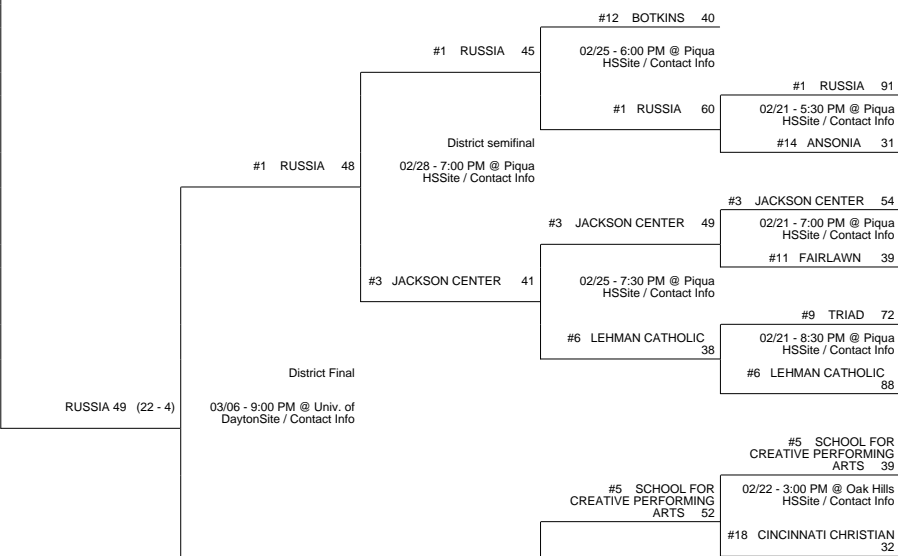 #12 BOTKINS 40
#1 RUSSIA 45
02/25 - 6:00 PM @ Piqua
HSSite / Contact Info
#1 RUSSIA 91
#1 RUSSIA 60
02/21 - 5:30 PM @ Piqua
HSSite / Contact Info
#14 ANSONIA 31
District semifinal
#1 RUSSIA 48
02/28 - 7:00 PM @ Piqua
HSSite / Contact Info
#3 JACKSON CENTER 54
#3 JACKSON CENTER 49
02/21 - 7:00 PM @ Piqua
HSSite / Contact Info
#11 FAIRLAWN 39
#3 JACKSON CENTER 41
02/25 - 7:30 PM @ Piqua
HSSite / Contact Info
#9 TRIAD 72
#6 LEHMAN CATHOLIC
38
02/21 - 8:30 PM @ Piqua
HSSite / Contact Info
#6 LEHMAN CATHOLIC
88
District Final
RUSSIA 49 (22 - 4)
03/06 - 9:00 PM @ Univ. of
DaytonSite / Contact Info
#5 SCHOOL FOR
CREATIVE PERFORMING
ARTS 39
#5 SCHOOL FOR
CREATIVE PERFORMING
ARTS 52
02/22 - 3:00 PM @ Oak Hills
HSSite / Contact Info
#18 CINCINNATI CHRISTIAN
32